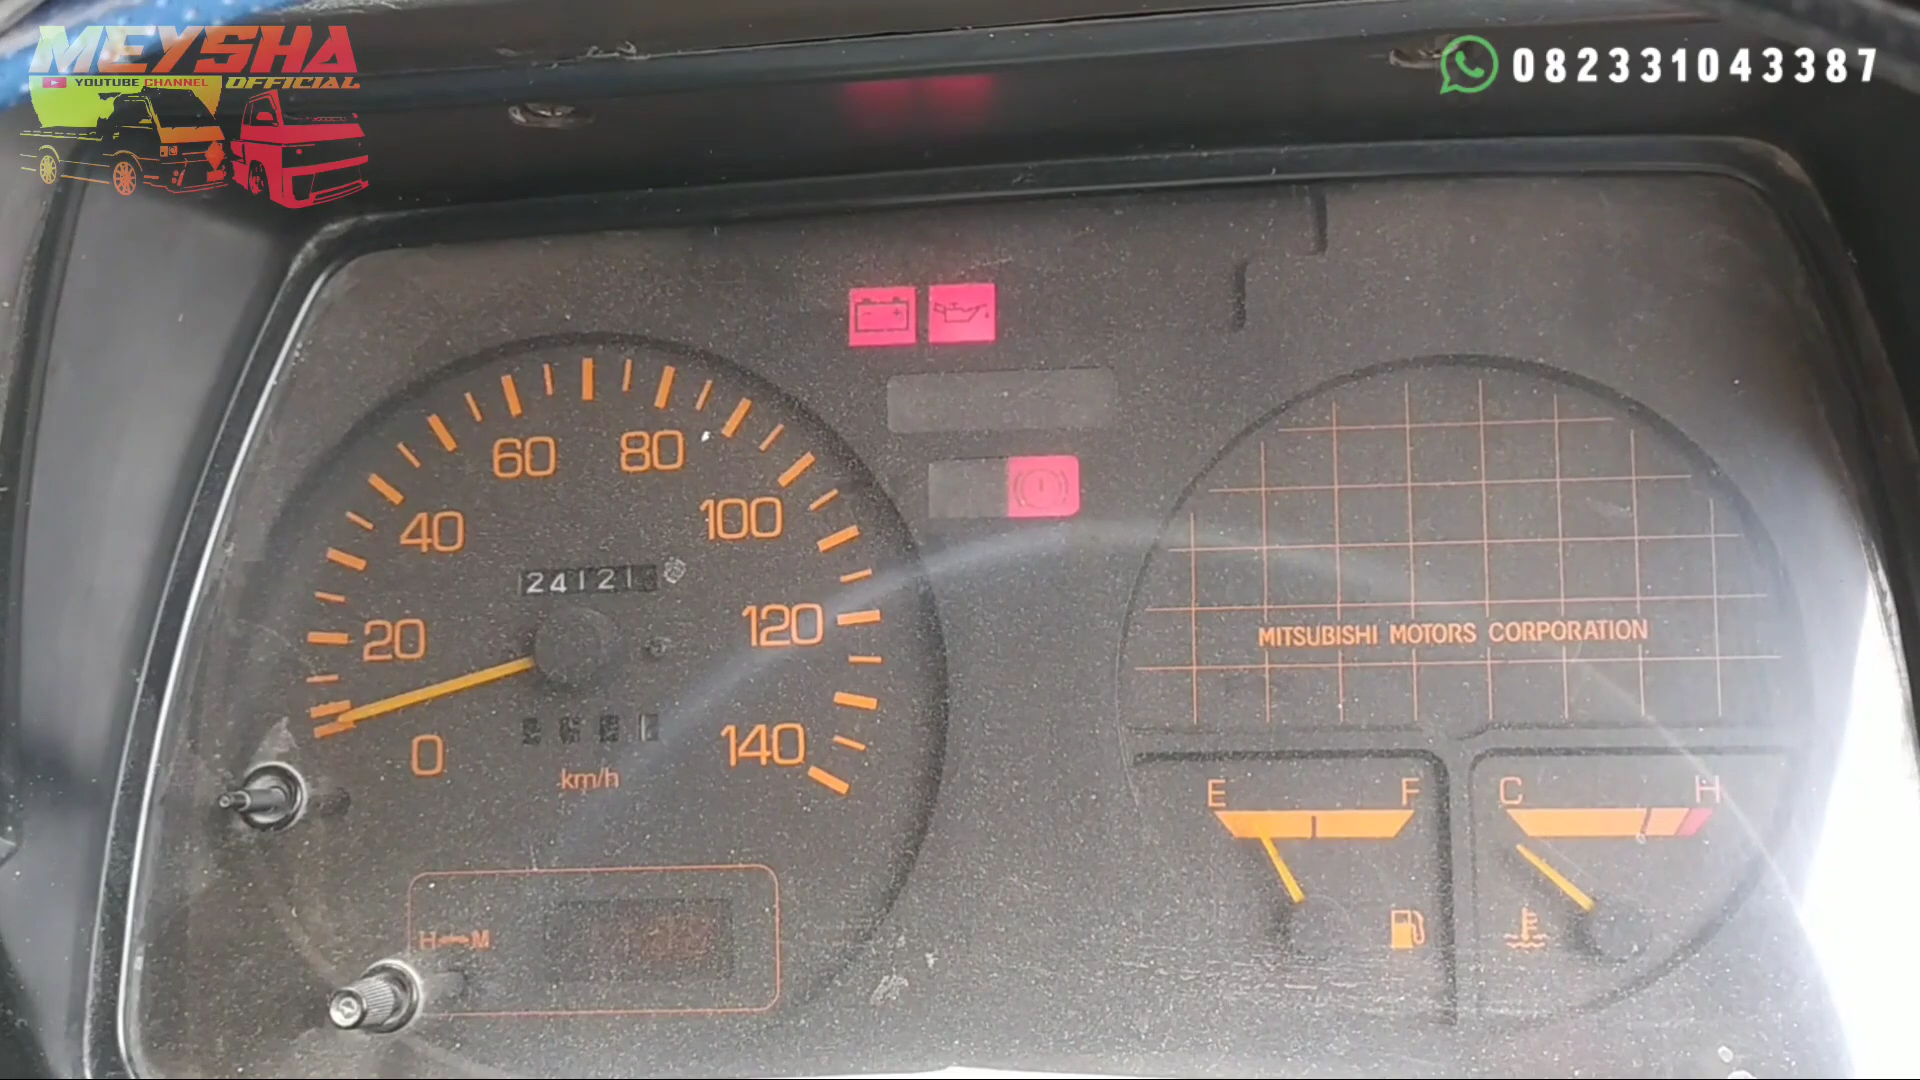 MEYSHA
YOUTUBE CHANNEL OFFICIAL
082331043387
60
80
40
100
24121
20
120
MITSUBISHI MOTORS CORPORATION
0
140
km/h
E F
C H
H M